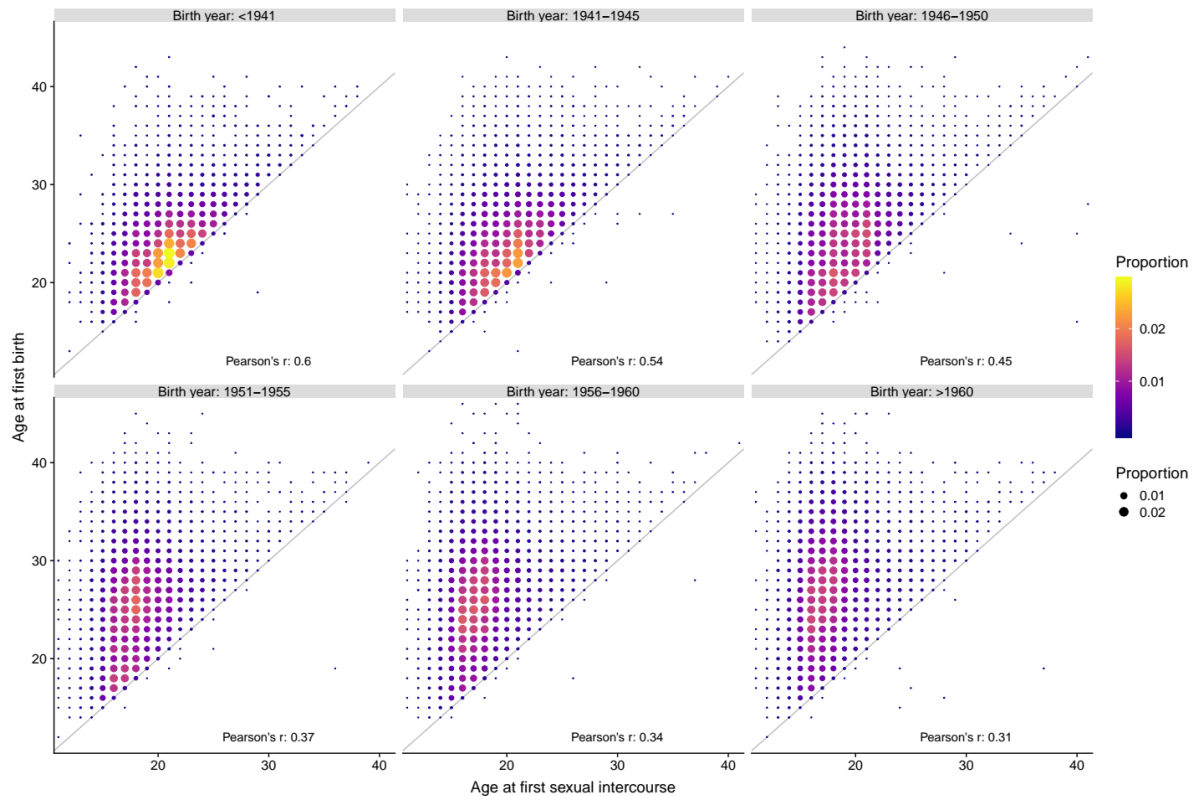 Birth year: <1941
Birth year: 1941−1945
Birth year: 1946−1950
40
30
20
Pearson's r: 0.6
Pearson's r: 0.54
Pearson's r: 0.45
Birth year: 1951−1955
Birth year: 1956−1960
Birth year: >1960
40
30
20
Pearson's r: 0.37
Pearson's r: 0.34
Pearson's r: 0.31
20
30
40
20
30
40
20
30
40
Age at first sexual intercourse
Age at first birth
Proportion
0.02
0.01
Proportion
0.01
0.02